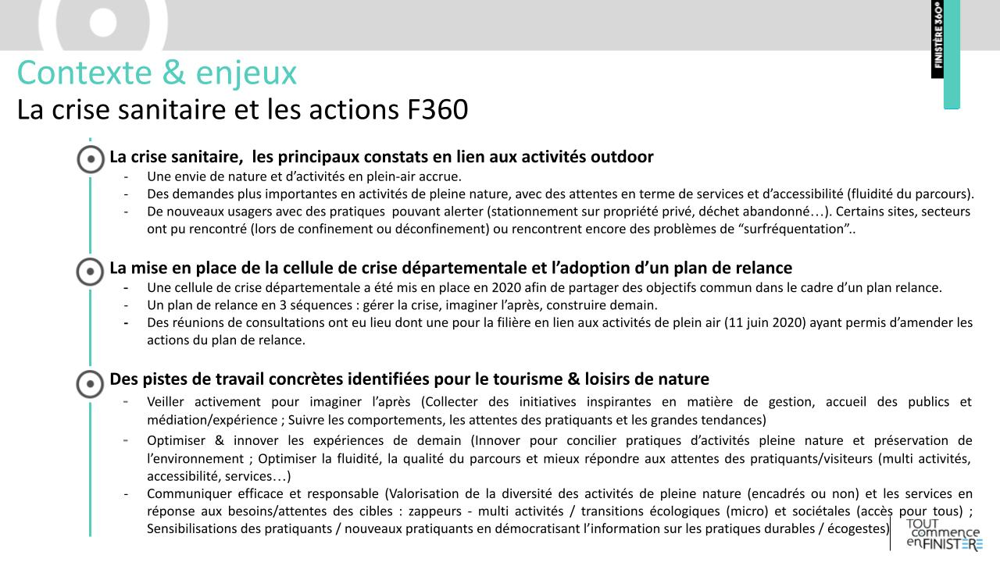 FINISTÈRE 360°
Contexte & enjeux
La crise sanitaire et les actions F360
La crise sanitaire,  les principaux constats en lien aux activités outdoor
- Une envie de nature et d’activités en plein-air accrue.
- Des demandes plus importantes en activités de pleine nature, avec des attentes en terme de services et d’accessibilité (fluidité du parcours).
- De nouveaux usagers avec des pratiques  pouvant alerter (stationnement sur propriété privé, déchet abandonné…). Certains sites, secteurs
ont pu rencontré (lors de confinement ou déconfinement) ou rencontrent encore des problèmes de “surfréquentation”..
La mise en place de la cellule de crise départementale et l’adoption d’un plan de relance
- Une cellule de crise départementale a été mis en place en 2020 afin de partager des objectifs commun dans le cadre d’un plan relance.
- Un plan de relance en 3 séquences : gérer la crise, imaginer l’après, construire demain.
- Des réunions de consultations ont eu lieu dont une pour la filière en lien aux activités de plein air (11 juin 2020) ayant permis d’amender les
actions du plan de relance.
Des pistes de travail concrètes identifiées pour le tourisme & loisirs de nature
- Veiller activement pour imaginer l’après (Collecter des initiatives inspirantes en matière de gestion, accueil des publics et
médiation/expérience ; Suivre les comportements, les attentes des pratiquants et les grandes tendances)
- Optimiser & innover les expériences de demain (Innover pour concilier pratiques d’activités pleine nature et préservation de
l’environnement ; Optimiser la fluidité, la qualité du parcours et mieux répondre aux attentes des pratiquants/visiteurs (multi activités,
accessibilité, services…)
- Communiquer efficace et responsable (Valorisation de la diversité des activités de pleine nature (encadrés ou non) et les services en
réponse aux besoins/attentes des cibles : zappeurs - multi activités / transitions écologiques (micro) et sociétales (accès pour tous) ;
Sensibilisations des pratiquants / nouveaux pratiquants en démocratisant l’information sur les pratiques durables / écogestes)
TOUT
commence
en FINISTÈRE